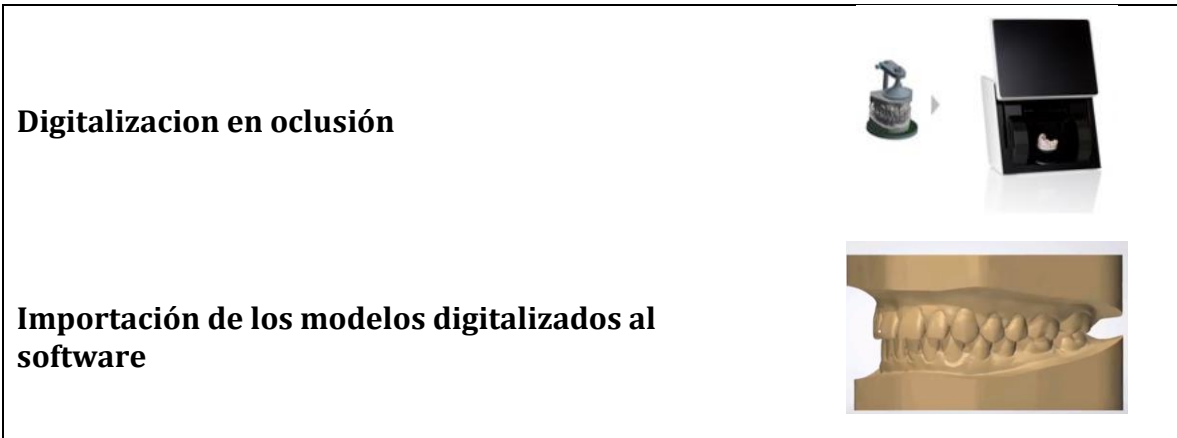 Digitalizacion en oclusión
Importación de los modelos digitalizados al
software